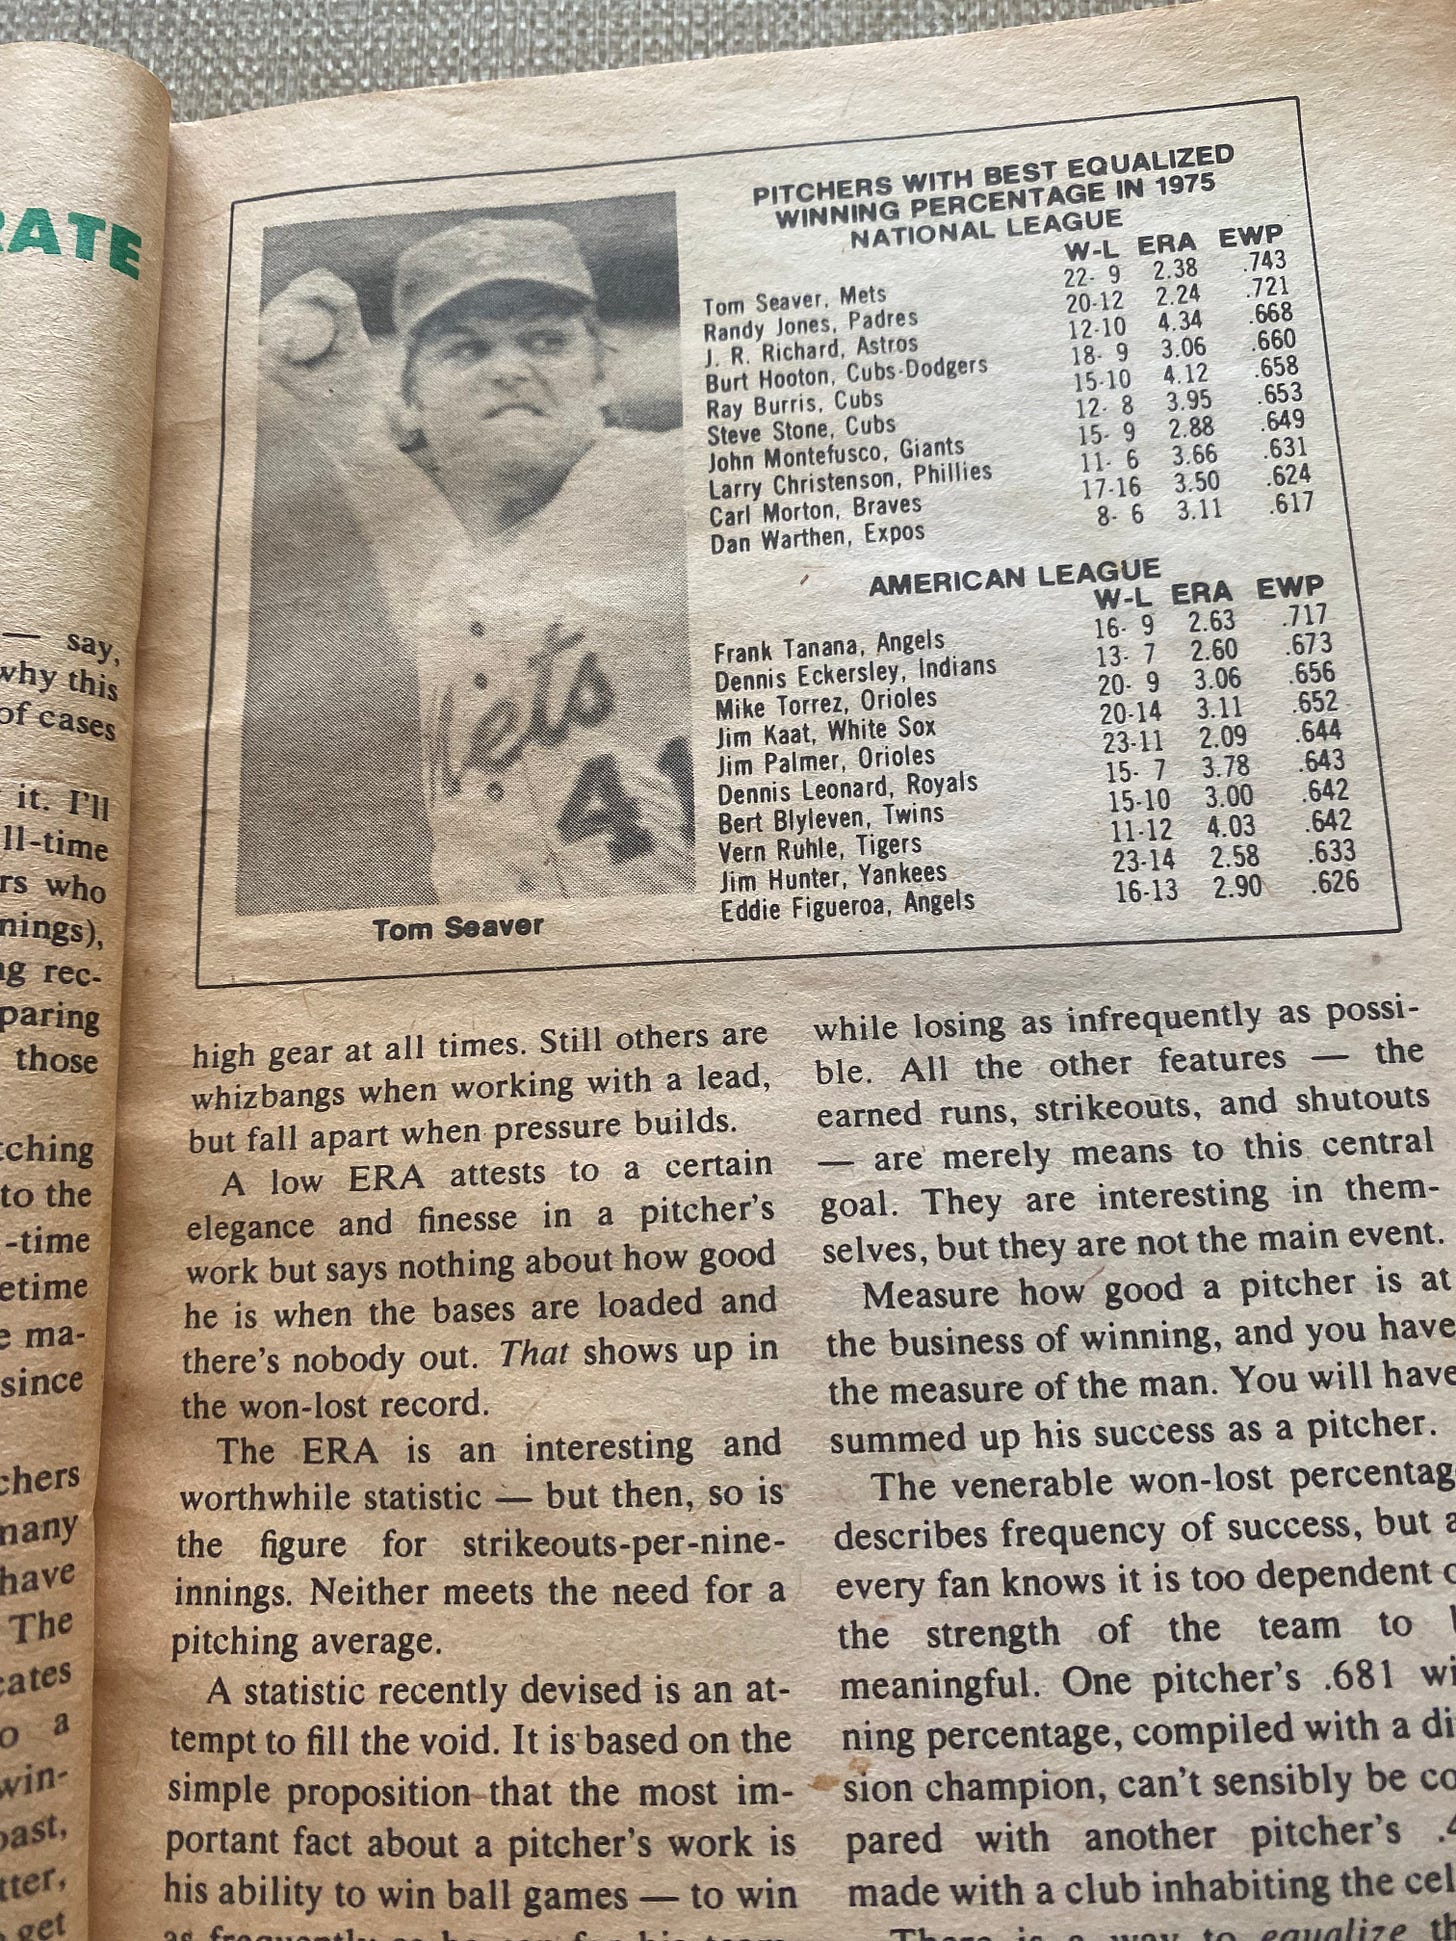 RATE
— say,
why this
of cases
it. I'll
ll-time
rs who
nings),
ng rec-
paring
those
tching
to the
-time
etime
e ma-
since
chers
many
have
The
cates
o a
win-
past,
tter,
get
PITCHERS WITH BEST EQUALIZED
WINNING PERCENTAGE IN 1975
NATIONAL LEAGUE
W-L ERA EWP
Tom Seaver, Mets 22- 9 2.38 .743
Randy Jones, Padres 20-12 2.24 .721
J. R. Richard, Astros 12-10 4.34 .668
Burt Hooton, Cubs-Dodgers 18- 9 3.06 .660
Ray Burris, Cubs 15-10 4.12 .658
Steve Stone, Cubs 12- 8 3.95 .653
John Montefusco, Giants 15- 9 2.88 .649
Larry Christenson, Phillies 11- 6 3.66 .631
Carl Morton, Braves 17-16 3.50 .624
Dan Warthen, Expos 8- 6 3.11 .617
AMERICAN LEAGUE
W-L ERA EWP
Frank Tanana, Angels 16- 9 2.63 .717
Dennis Eckersley, Indians 13- 7 2.60 .673
Mike Torrez, Orioles 20- 9 3.06 .656
Jim Kaat, White Sox 20-14 3.11 .652
Jim Palmer, Orioles 23-11 2.09 .644
Dennis Leonard, Royals 15- 7 3.78 .643
Bert Blyleven, Twins 15-10 3.00 .642
Vern Ruhle, Tigers 11-12 4.03 .642
Jim Hunter, Yankees 23-14 2.58 .633
Eddie Figueroa, Angels 16-13 2.90 .626
Mets
4
Tom Seaver
high gear at all times. Still others are
whizbangs when working with a lead,
but fall apart when pressure builds.
A low ERA attests to a certain
elegance and finesse in a pitcher's
work but says nothing about how good
he is when the bases are loaded and
there's nobody out. That shows up in
the won-lost record.
The ERA is an interesting and
worthwhile statistic — but then, so is
the figure for strikeouts-per-nine-
innings. Neither meets the need for a
pitching average.
A statistic recently devised is an at-
tempt to fill the void. It is based on the
simple proposition that the most im-
portant fact about a pitcher's work is
his ability to win ball games — to win
as frequently as he can for his team
while losing as infrequently as possi-
ble. All the other features — the
earned runs, strikeouts, and shutouts
— are merely means to this central
goal. They are interesting in them-
selves, but they are not the main event.
Measure how good a pitcher is at
the business of winning, and you have
the measure of the man. You will have
summed up his success as a pitcher.
The venerable won-lost percentag
describes frequency of success, but a
every fan knows it is too dependent o
the strength of the team to
meaningful. One pitcher's .681 wi
ning percentage, compiled with a di
sion champion, can't sensibly be co
pared with another pitcher's .4
made with a club inhabiting the cel
There is a way to equalize th